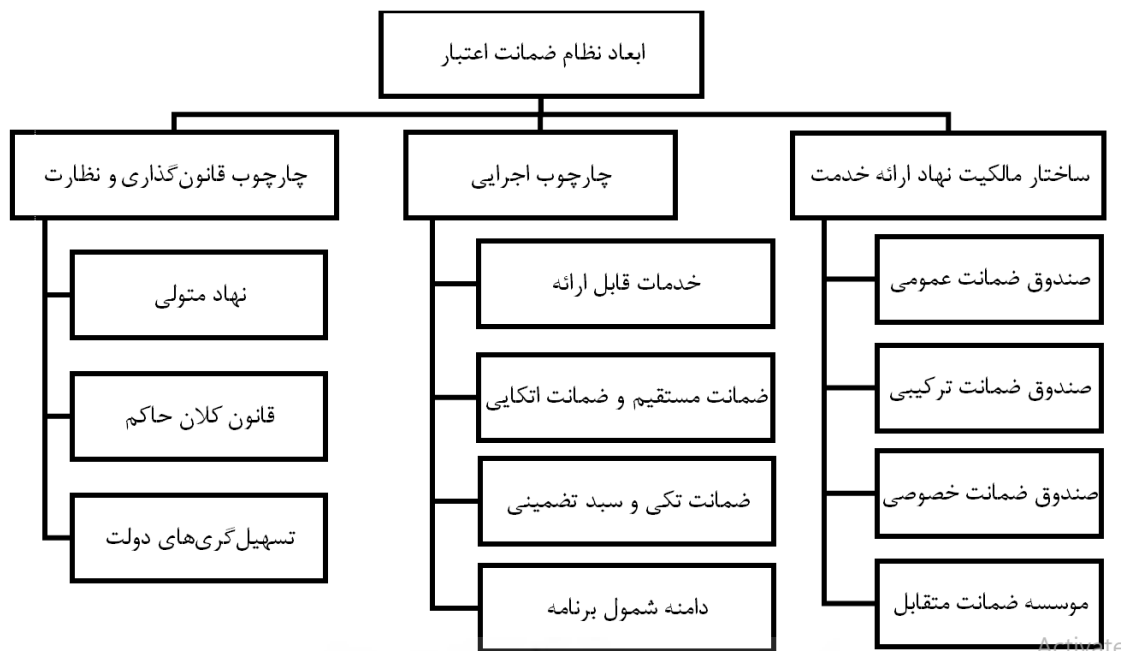 ابعاد نظام ضمانت اعتبار
ساختار مالکیت نهاد ارائه خدمت
صندوق ضمانت عمومی
صندوق ضمانت ترکیبی
صندوق ضمانت خصوصی
موسسه ضمانت متقابل
چارچوب اجرایی
خدمات قابل ارائه
ضمانت مستقیم و ضمانت اتکایی
ضمانت تکی و سبد تضمینی
دامنه شمول برنامه
چارچوب قانون‌گذاری و نظارت
نهاد متولی
قانون کلان حاکم
تسهیل‌گری‌های دولت
Activate